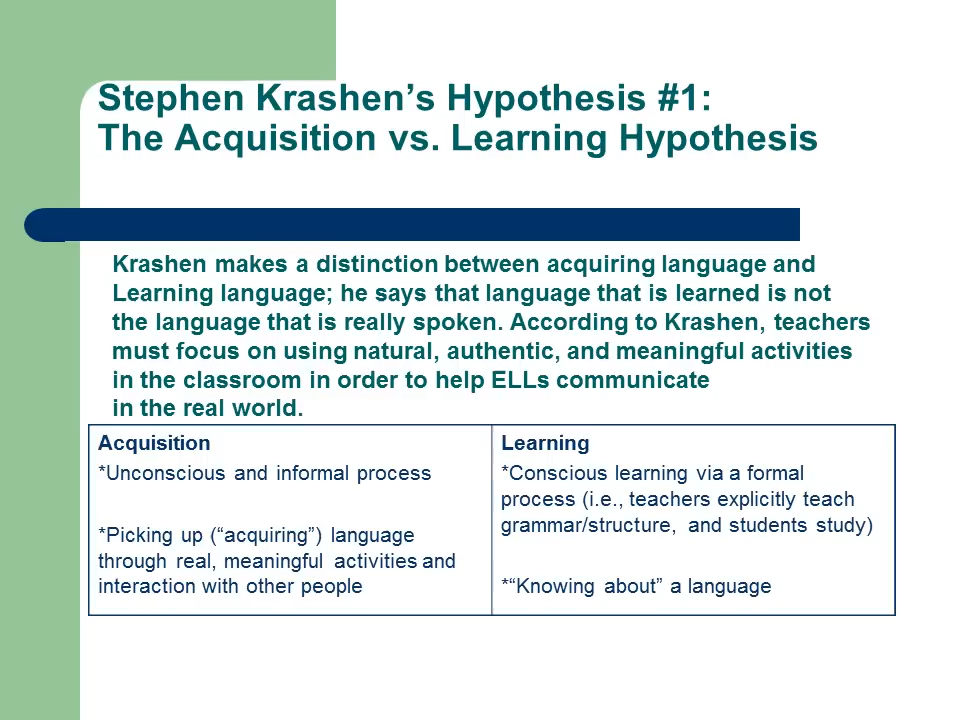 Stephen Krashen’s Hypothesis #1:
The Acquisition vs. Learning Hypothesis
Krashen makes a distinction between acquiring language and
Learning language; he says that language that is learned is not
the language that is really spoken. According to Krashen, teachers
must focus on using natural, authentic, and meaningful activities
in the classroom in order to help ELLs communicate
in the real world.
Acquisition
*Unconscious and informal process
*Picking up (“acquiring”) language
through real, meaningful activities and
interaction with other people
Learning
*Conscious learning via a formal
process (i.e., teachers explicitly teach
grammar/structure, and students study)
*“Knowing about” a language